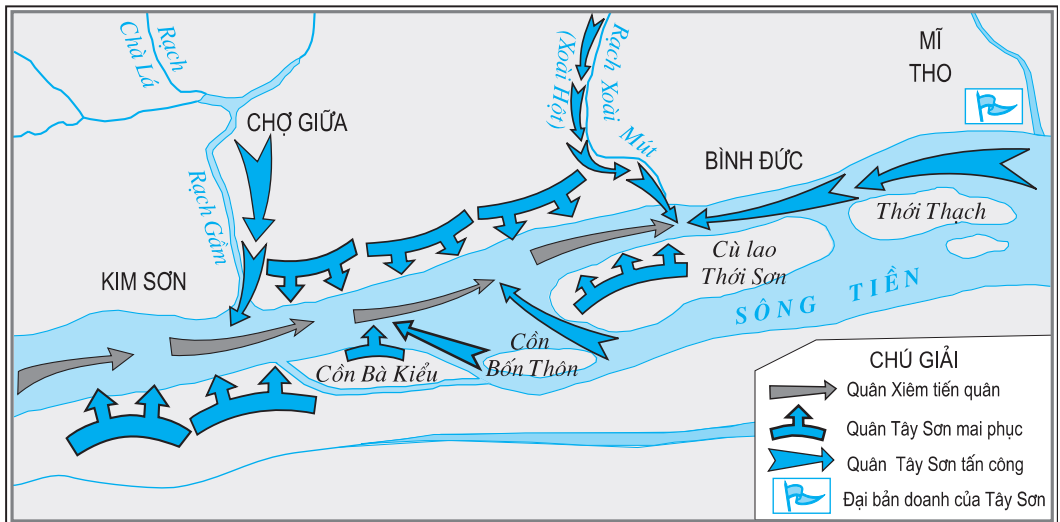 Rạch
Chà Lá
CHỢ GIỮA
Rạch Gầm
KIM SƠN
Rạch Xoài Mút
(Xoài Hột)
MĨ
THO
BÌNH ĐỨC
Thới Thạch
Cù lao
Thới Sơn
SÔNG TIỀN
Cồn
Bốn Thôn
Cồn Bà Kiểu
CHÚ GIẢI
Quân Xiêm tiến quân
Quân Tây Sơn mai phục
Quân Tây Sơn tấn công
Đại bản doanh của Tây Sơn